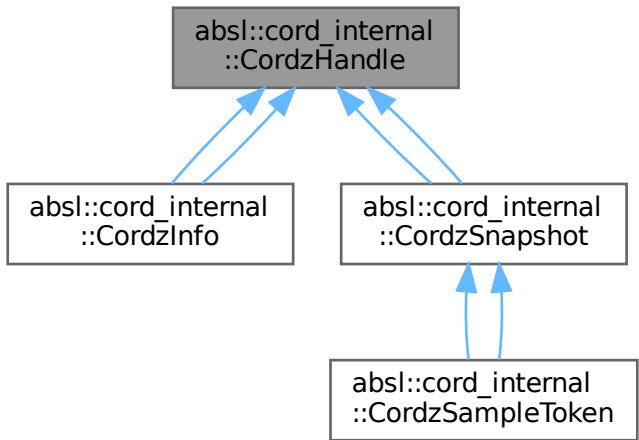 absl::cord_internal
::CordzHandle
absl::cord_internal
::CordzInfo
absl::cord_internal
::CordzSnapshot
absl::cord_internal
::CordzSampleToken